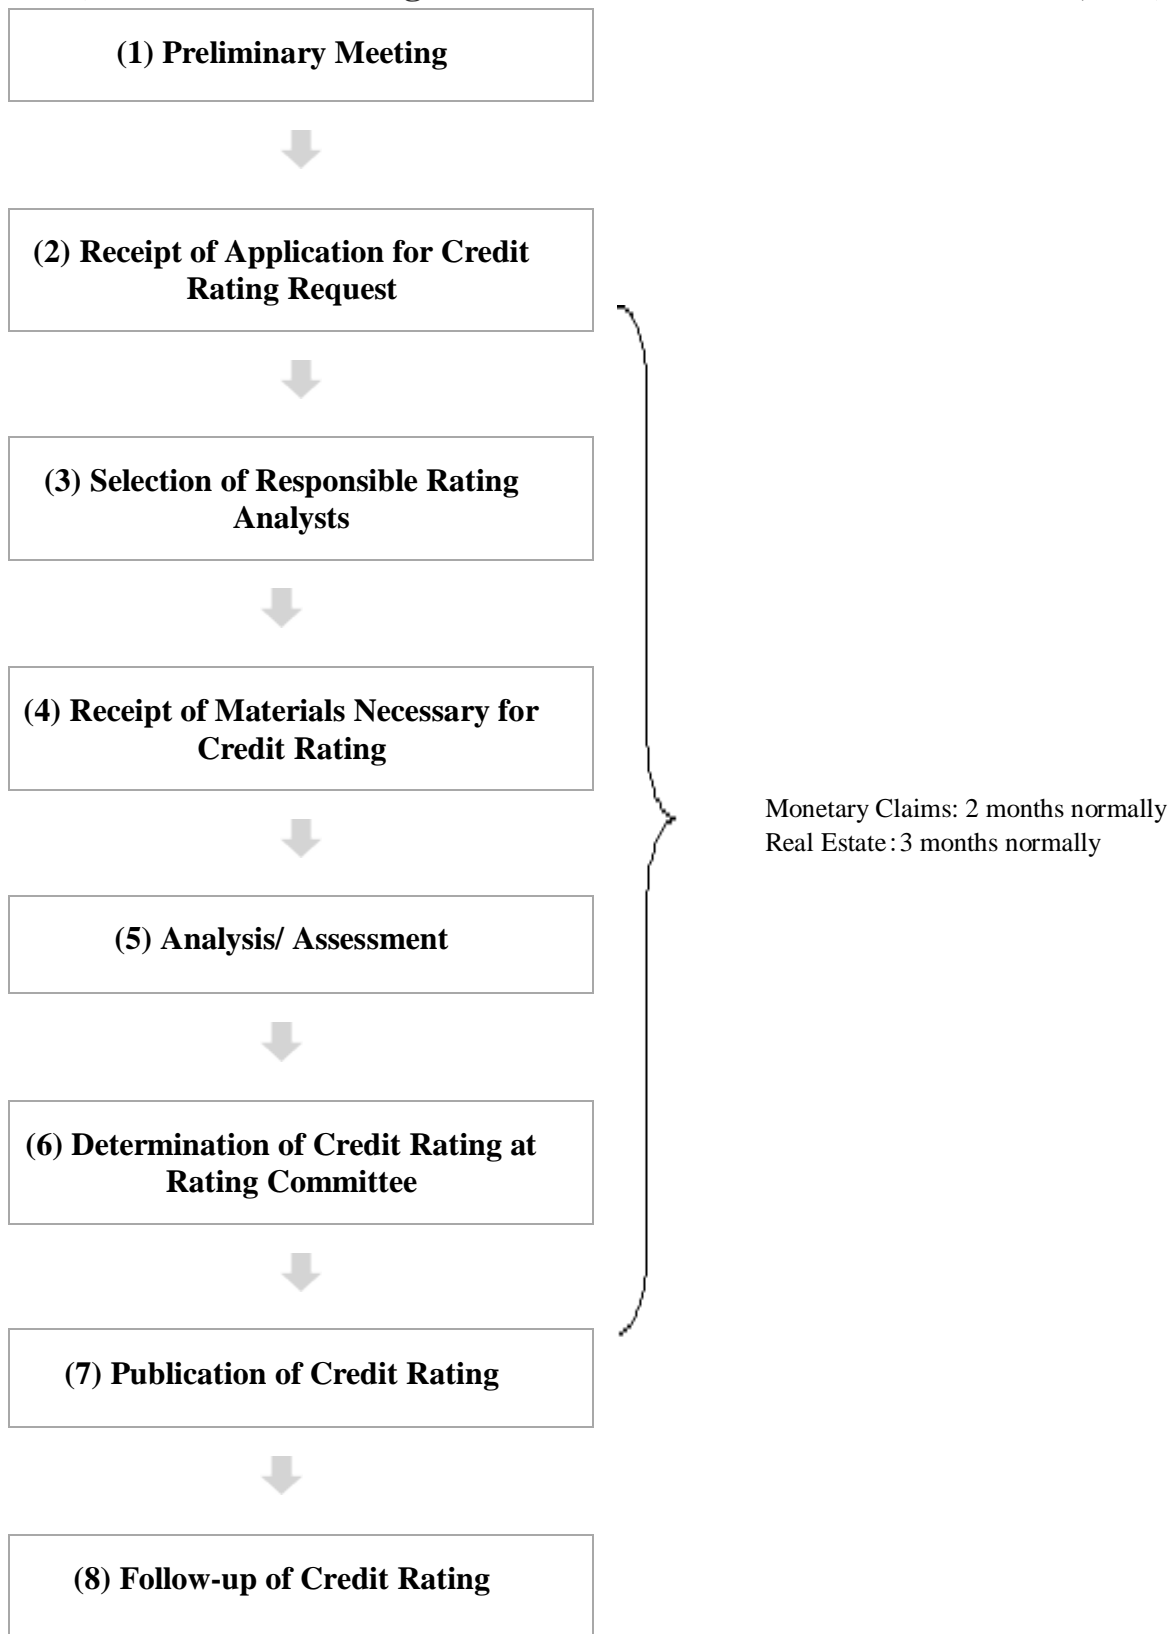 (1) Preliminary Meeting
(2) Receipt of Application for Credit
Rating Request
(3) Selection of Responsible Rating
Analysts
(4) Receipt of Materials Necessary for
Credit Rating
Monetary Claims: 2 months normally
Real Estate:3 months normally
(5) Analysis/ Assessment
(6) Determination of Credit Rating at
Rating Committee
(7) Publication of Credit Rating
(8) Follow-up of Credit Rating